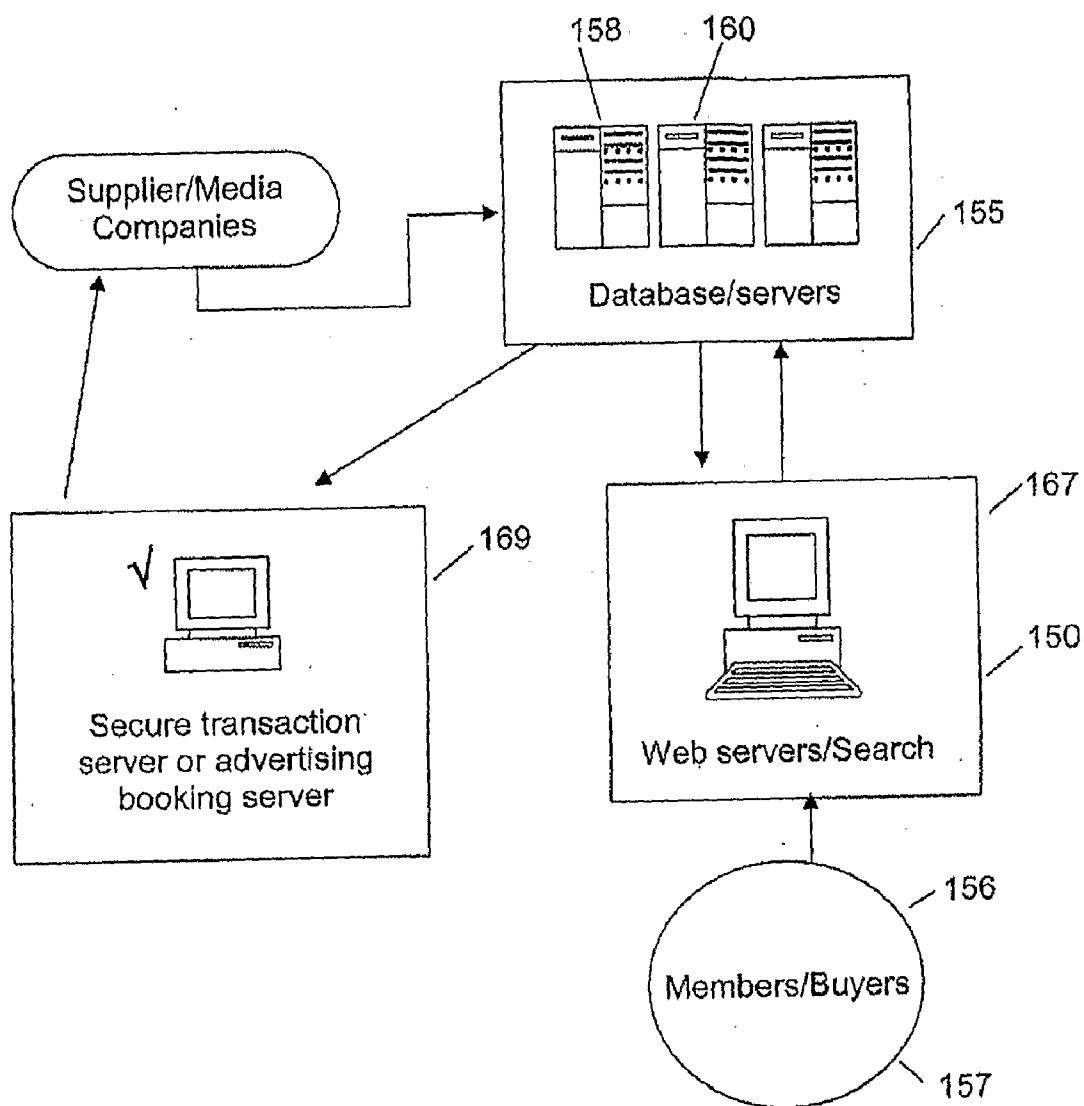 158
160
Supplier/Media
Companies
155
Database/servers
167
169
√
150
Secure transaction
server or advertising
booking server
Web servers/Search
156
Members/Buyers
157